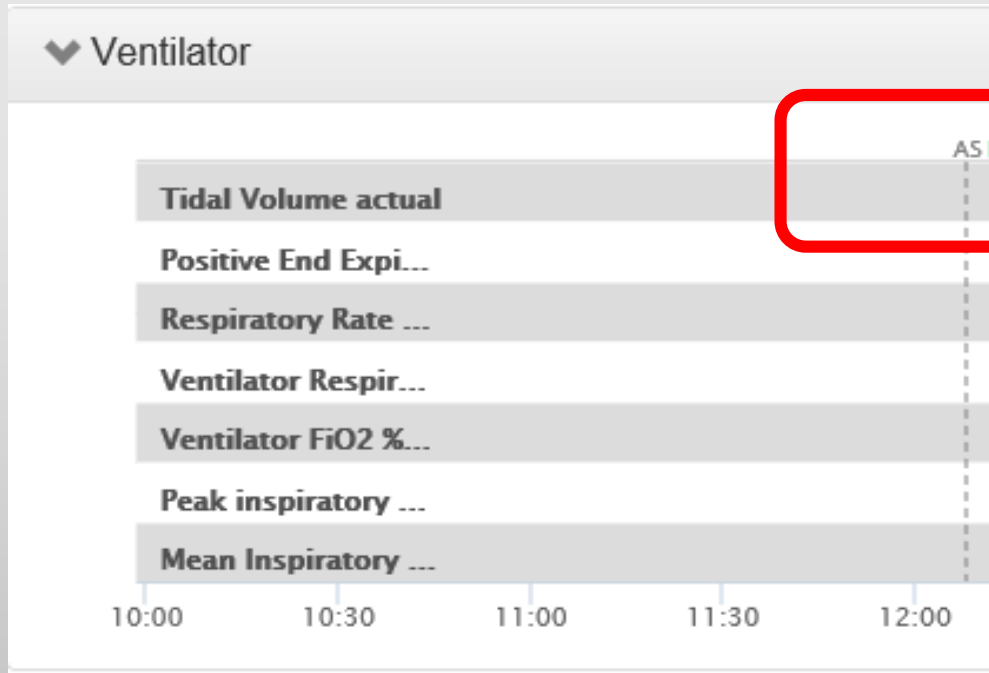 Ventilator
AS
Tidal Volume actual
Positive End Expi...
Respiratory Rate ...
Ventilator Respir...
Ventilator FiO2 %...
Peak inspiratory ...
Mean Inspiratory ...
10:00 10:30 11:00 11:30 12:00